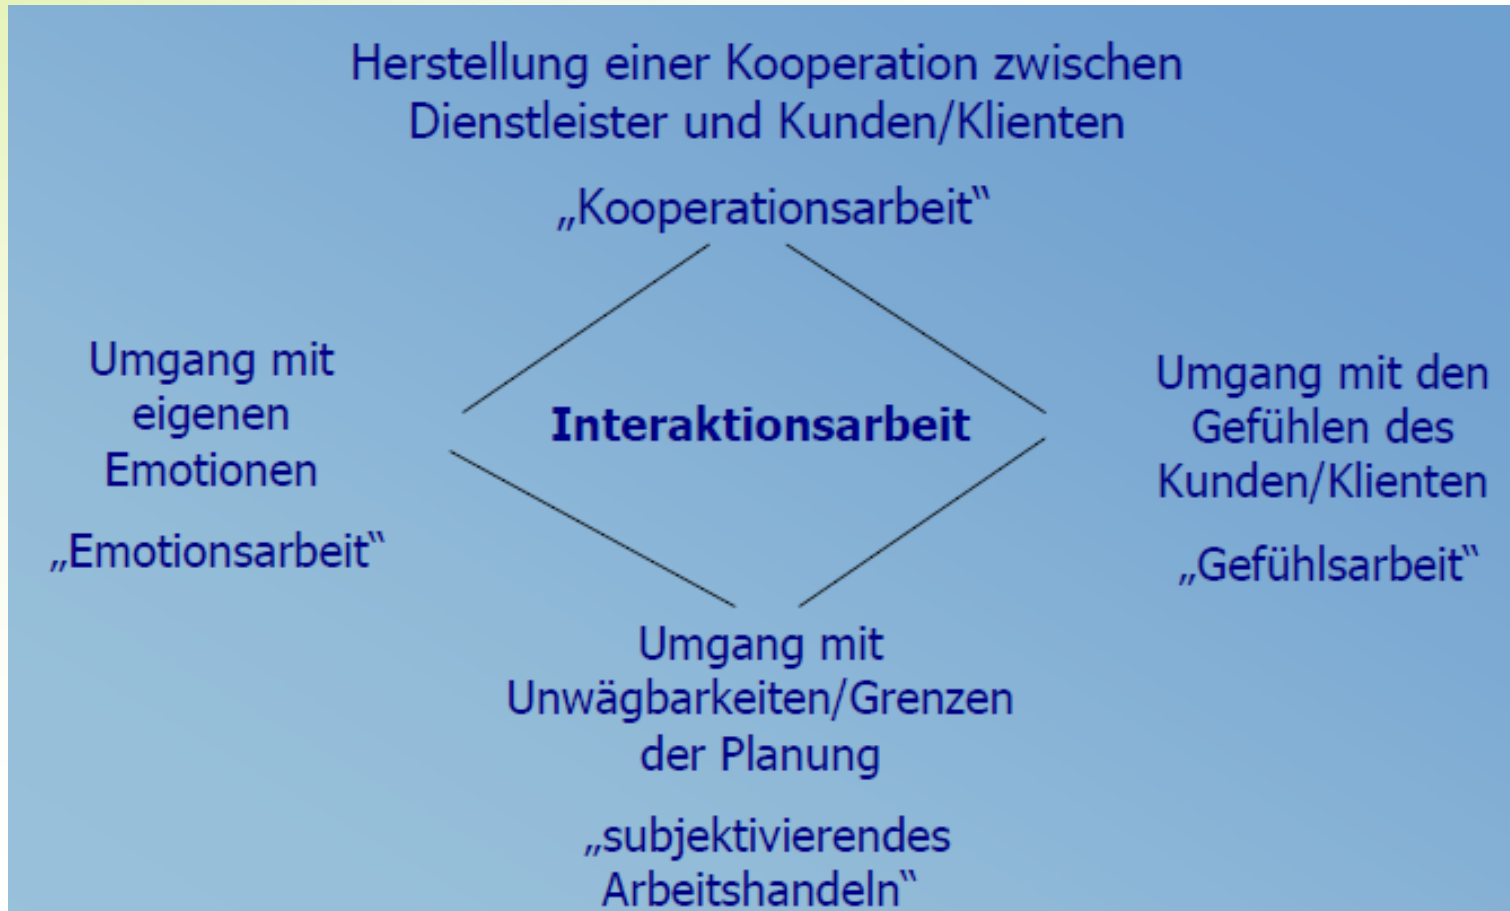 Herstellung einer Kooperation zwischen
Dienstleister und Kunden/Klienten
„Kooperationsarbeit“
Umgang mit
eigenen
Emotionen
„Emotionsarbeit“
Interaktionsarbeit
Umgang mit den
Gefühlen des
Kunden/Klienten
„Gefühlsarbeit“
Umgang mit
Unwägbarkeiten/Grenzen
der Planung
„subjektivierendes
Arbeitshandeln“